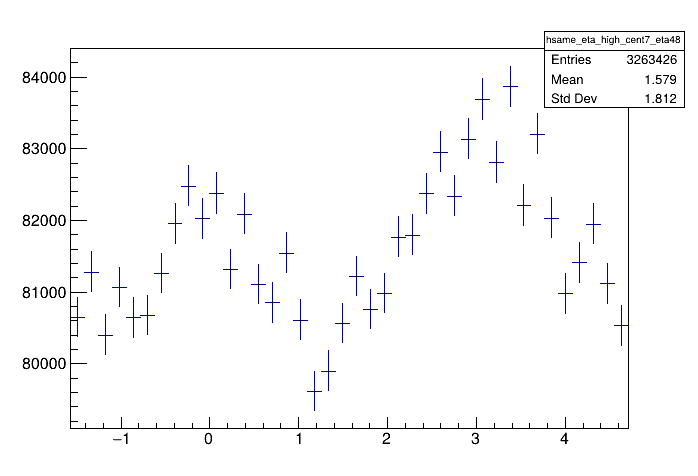 hsame_eta_high_cent7_eta48
Entries 3263426
Mean 1.579
Std Dev 1.812
84000
83000
82000
81000
80000
−1 0 1 2 3 4